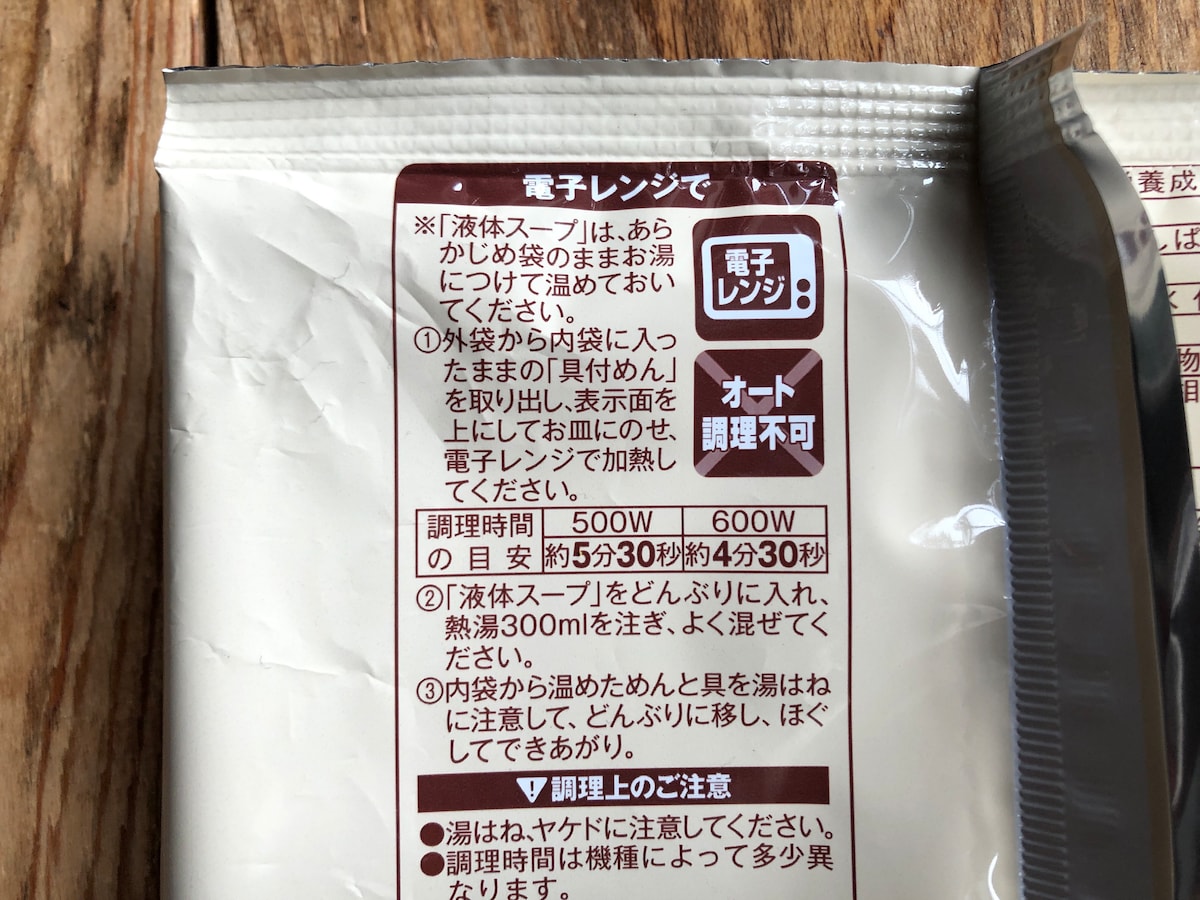 電子レンジで
※「液体スープ」は、あら
かじめ袋のままお湯
につけて温めておい
てください。
電子
レンジ
①外袋から内袋に入っ
たままの「具付めん」
を取り出し、表示面を
上にしてお皿にのせ、
電子レンジで加熱し
てください。
オート
調理不可
調理時間の目安 500W 600W
約5分30秒 約4分30秒
②「液体スープ」をどんぶりに入れ、
熱湯300mlを注ぎ、よく混ぜてく
ださい。
③内袋から温めためんと具を湯はね
に注意して、どんぶりに移し、ほぐ
してできあがり。
調理上のご注意
●湯はね、ヤケドに注意してください。
●調理時間は機種によって多少異
なります。
養成
しぱ
物
相